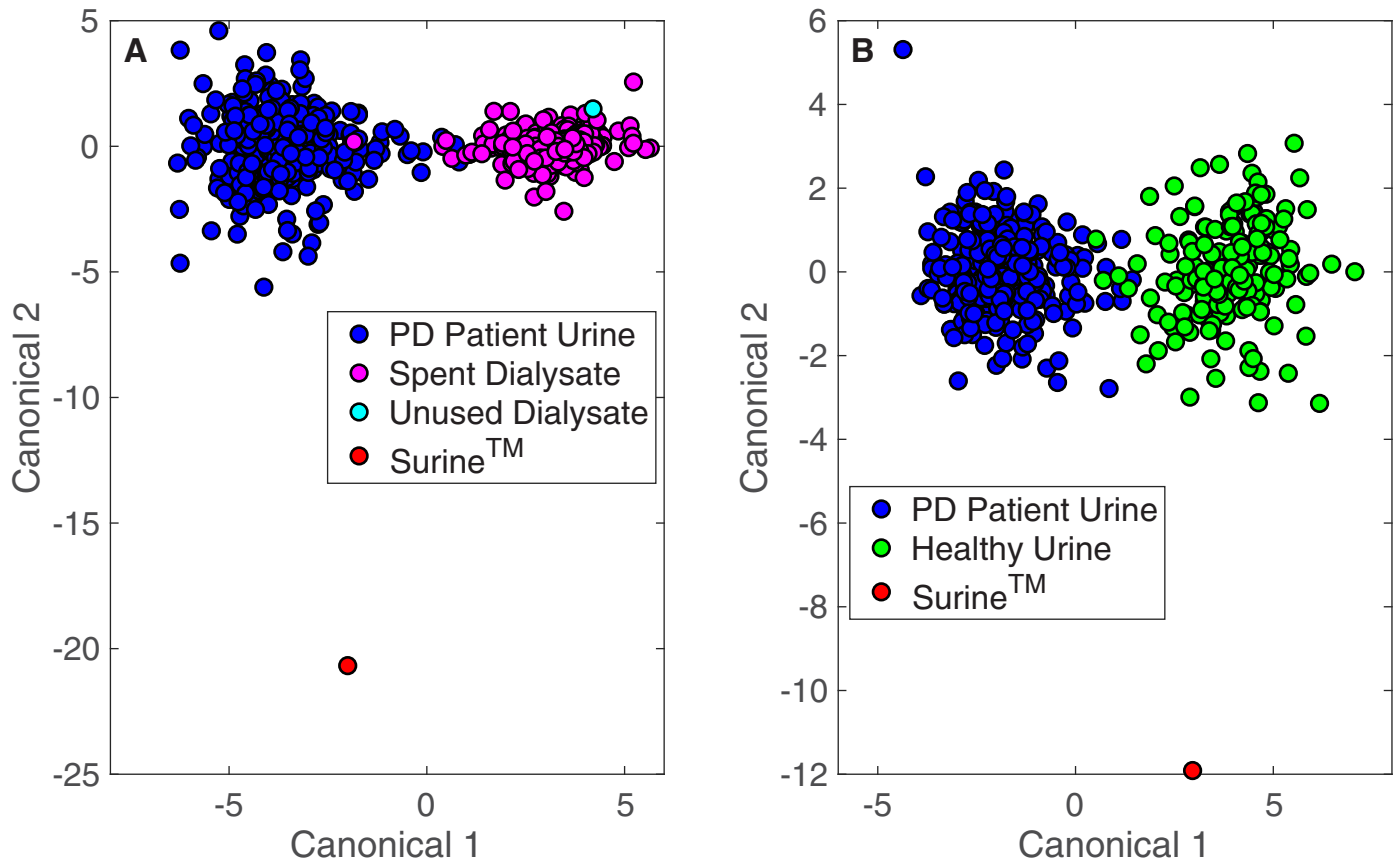 A
5
0
-5
-10
-15
-20
-25
-5
0
5
Canonical 1
Canonical 2
PD Patient Urine
Spent Dialysate
Unused Dialysate
Surine™
B
6
4
2
0
-2
-4
-6
-8
-10
-12
-5
0
5
Canonical 1
Canonical 2
PD Patient Urine
Healthy Urine
Surine™